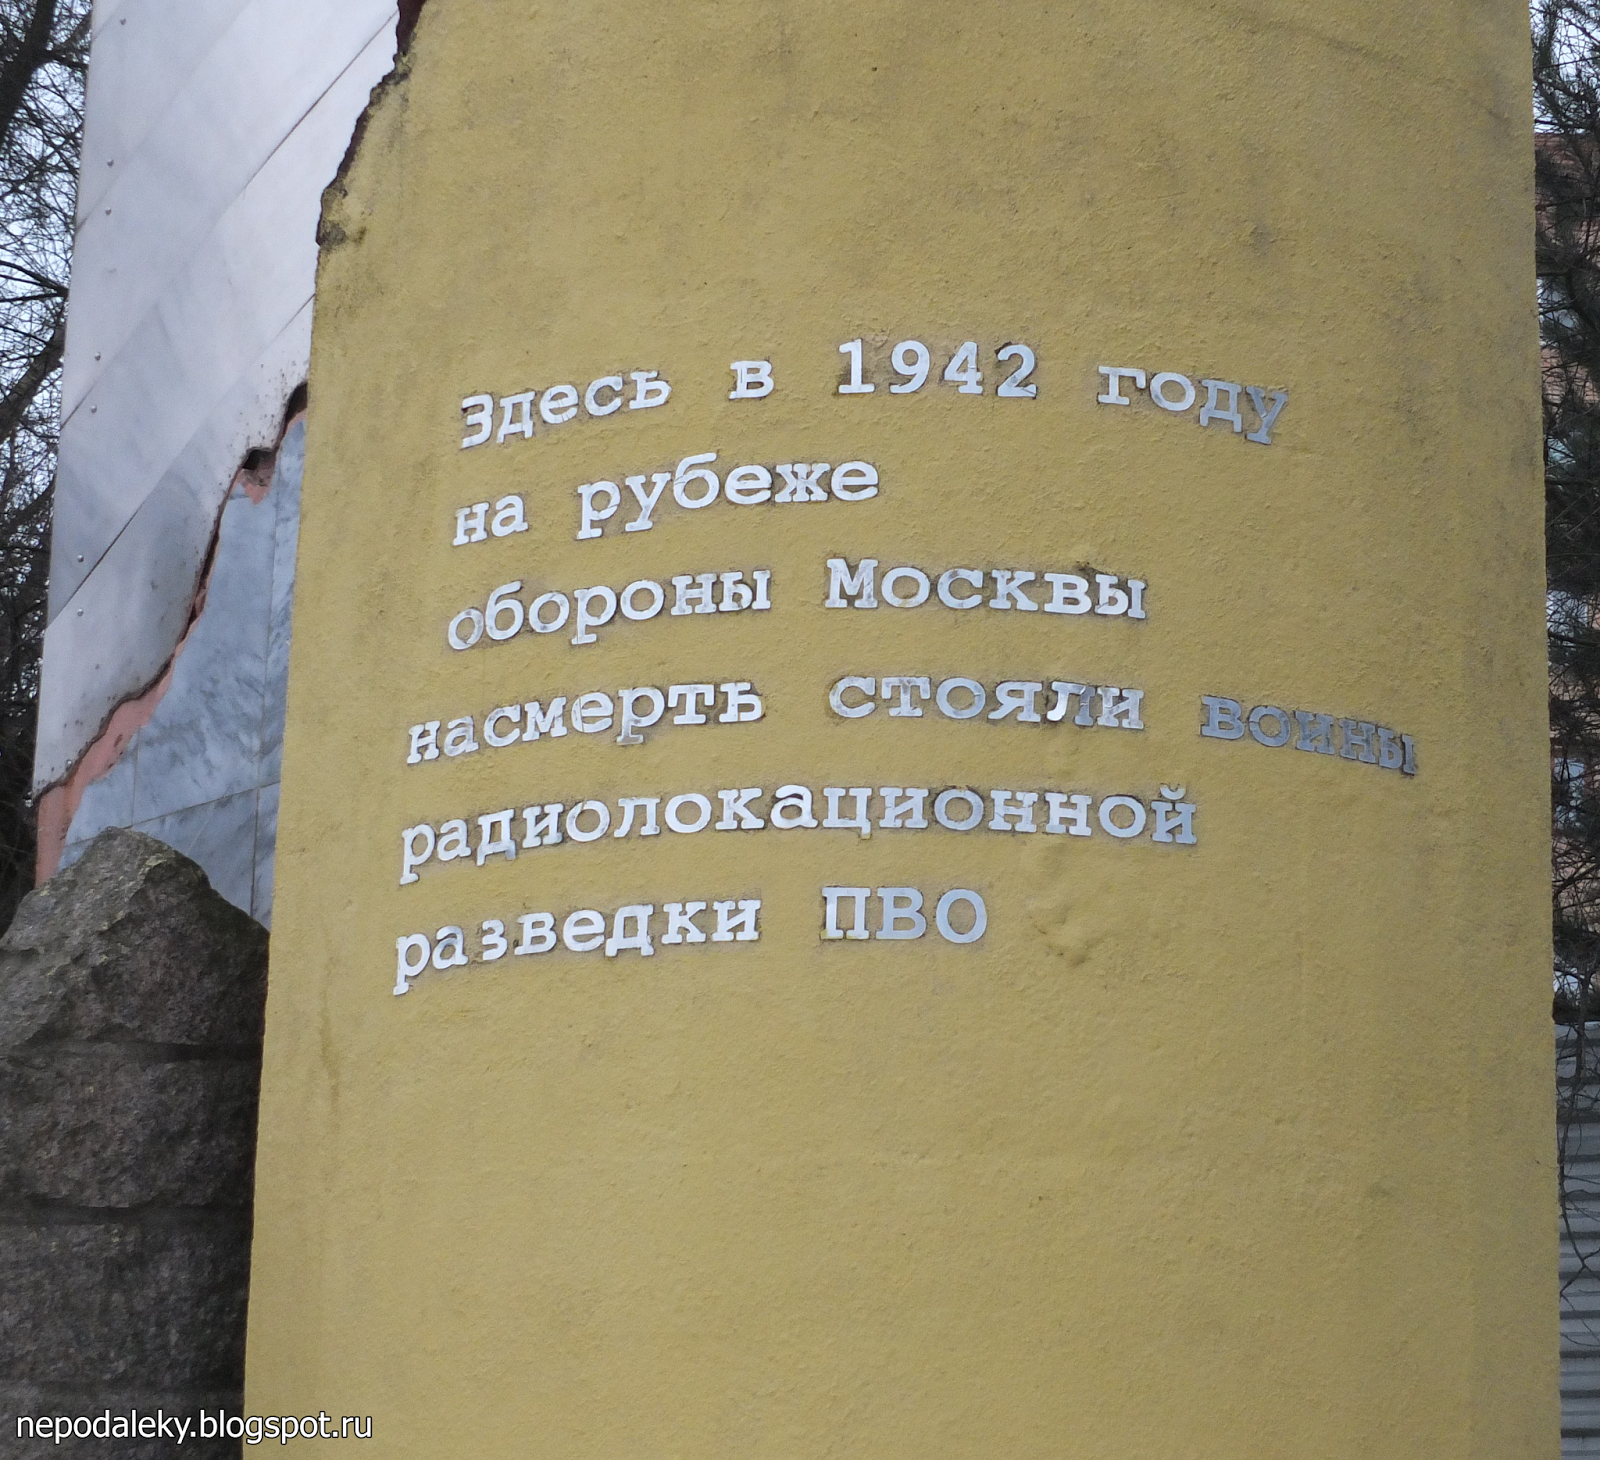 Здесь в 1942 году
на рубеже
обороны Москвы
насмерть стояли воины
радиолокационной
разведки ПВО
nepodaleky.blogspot.ru